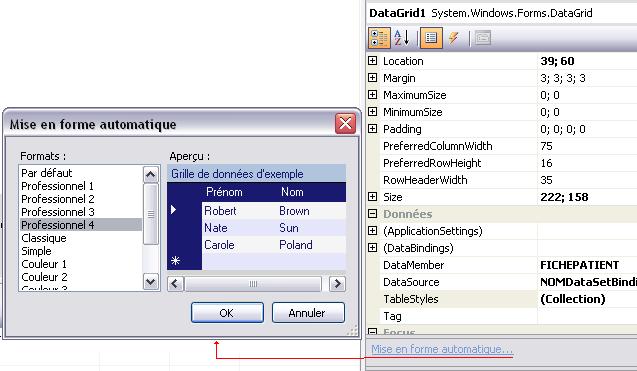 DataGrid1 System.Windows.Forms.DataGrid
Location 39; 60
Margin 3; 3; 3; 3
MaximumSize 0; 0
MinimumSize 0; 0
Padding 0; 0; 0; 0
PreferredColumnWidth 75
PreferredRowHeight 16
RowHeaderWidth 35
Size 222; 158
Données
(ApplicationSettings)
(DataBindings)
DataMember FICHEPATIENT
DataSource NOMDataSetBindi
TableStyles (Collection)
Tag
Focus
Mise en forme automatique...
Mise en forme automatique
Formats :
Par défaut
Professionnel 1
Professionnel 2
Professionnel 3
Professionnel 4
Classique
Simple
Couleur 1
Couleur 2
Couleur 3
Aperçu :
Grille de données d'exemple
Prénom Nom
Robert Brown
Nate Sun
Carole Poland
OK Annuler